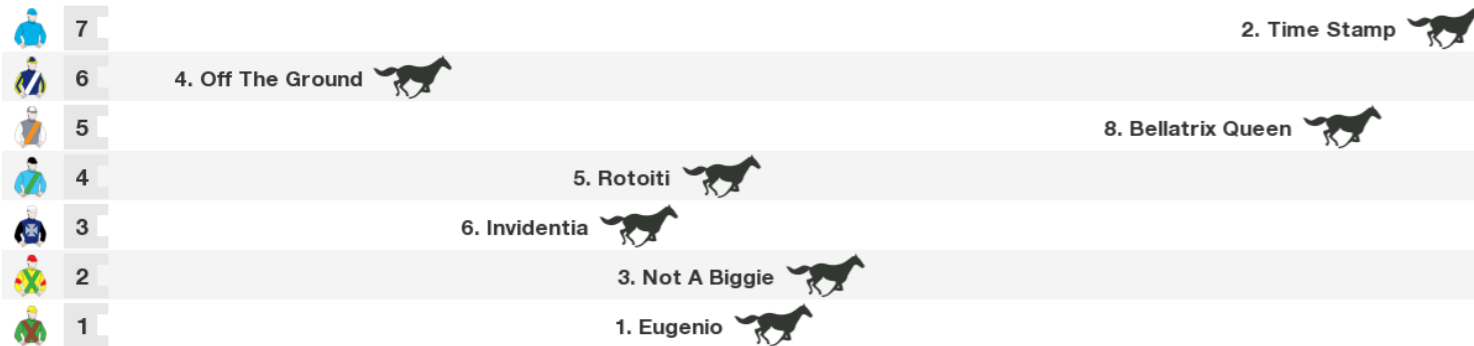 7 2. Time Stamp
6 4. Off The Ground
5 8. Bellatrix Queen
4 5. Rotoiti
3 6. Invidentia
2 3. Not A Biggie
1 1. Eugenio